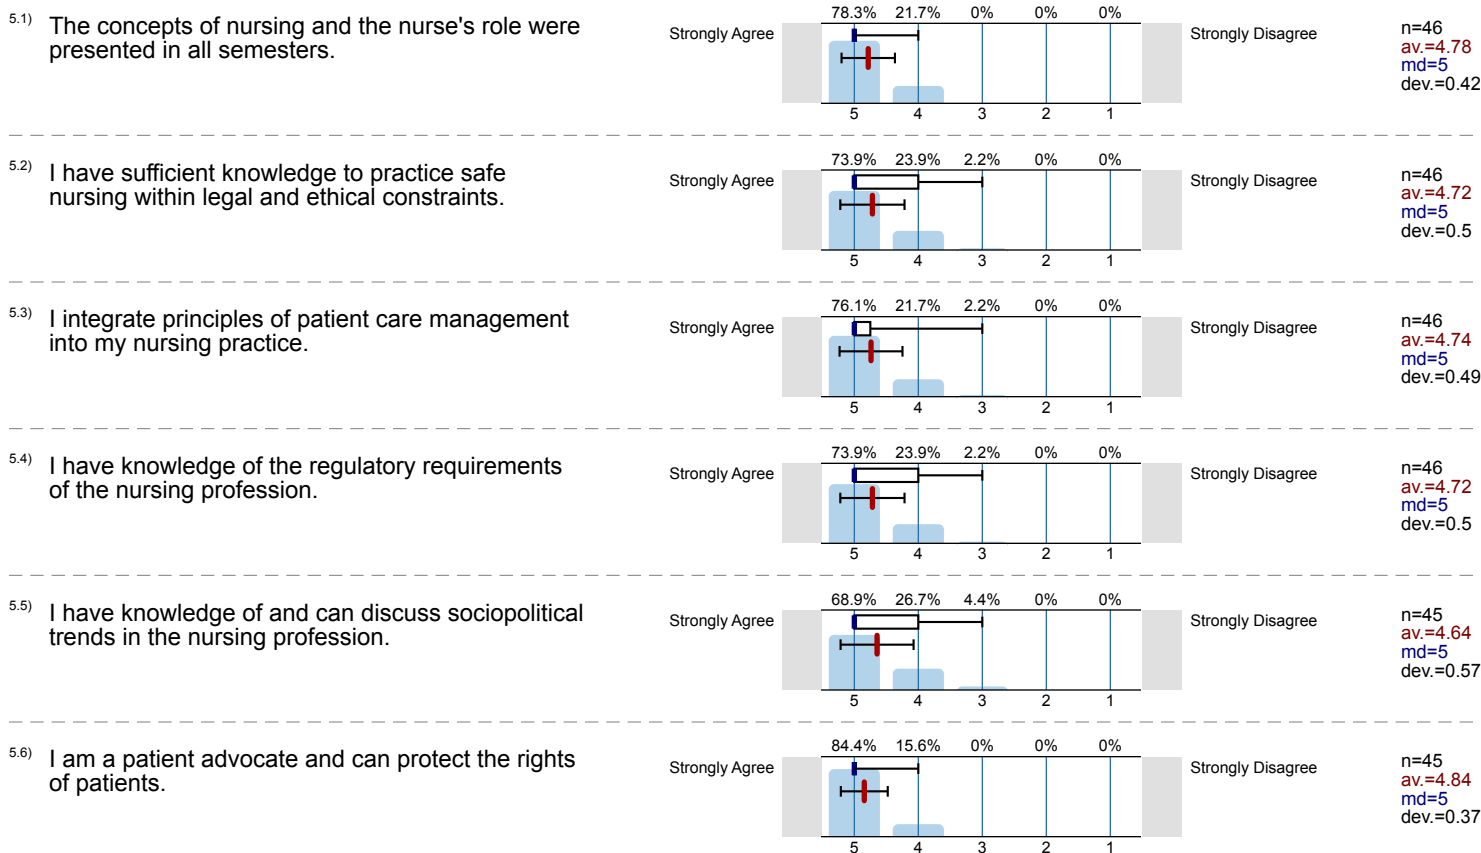 5.1) The concepts of nursing and the nurse's role were
presented in all semesters.
Strongly Agree
78.3% 21.7% 0% 0% 0%
5 4 3 2 1
Strongly Disagree
n=46
av.=4.78
md=5
dev.=0.42
5.2) I have sufficient knowledge to practice safe
nursing within legal and ethical constraints.
Strongly Agree
73.9% 23.9% 2.2% 0% 0%
5 4 3 2 1
Strongly Disagree
n=46
av.=4.72
md=5
dev.=0.5
5.3) I integrate principles of patient care management
into my nursing practice.
Strongly Agree
76.1% 21.7% 2.2% 0% 0%
5 4 3 2 1
Strongly Disagree
n=46
av.=4.74
md=5
dev.=0.49
5.4) I have knowledge of the regulatory requirements
of the nursing profession.
Strongly Agree
73.9% 23.9% 2.2% 0% 0%
5 4 3 2 1
Strongly Disagree
n=46
av.=4.72
md=5
dev.=0.5
5.5) I have knowledge of and can discuss sociopolitical
trends in the nursing profession.
Strongly Agree
68.9% 26.7% 4.4% 0% 0%
5 4 3 2 1
Strongly Disagree
n=45
av.=4.64
md=5
dev.=0.57
5.6) I am a patient advocate and can protect the rights
of patients.
Strongly Agree
84.4% 15.6% 0% 0% 0%
5 4 3 2 1
Strongly Disagree
n=45
av.=4.84
md=5
dev.=0.37